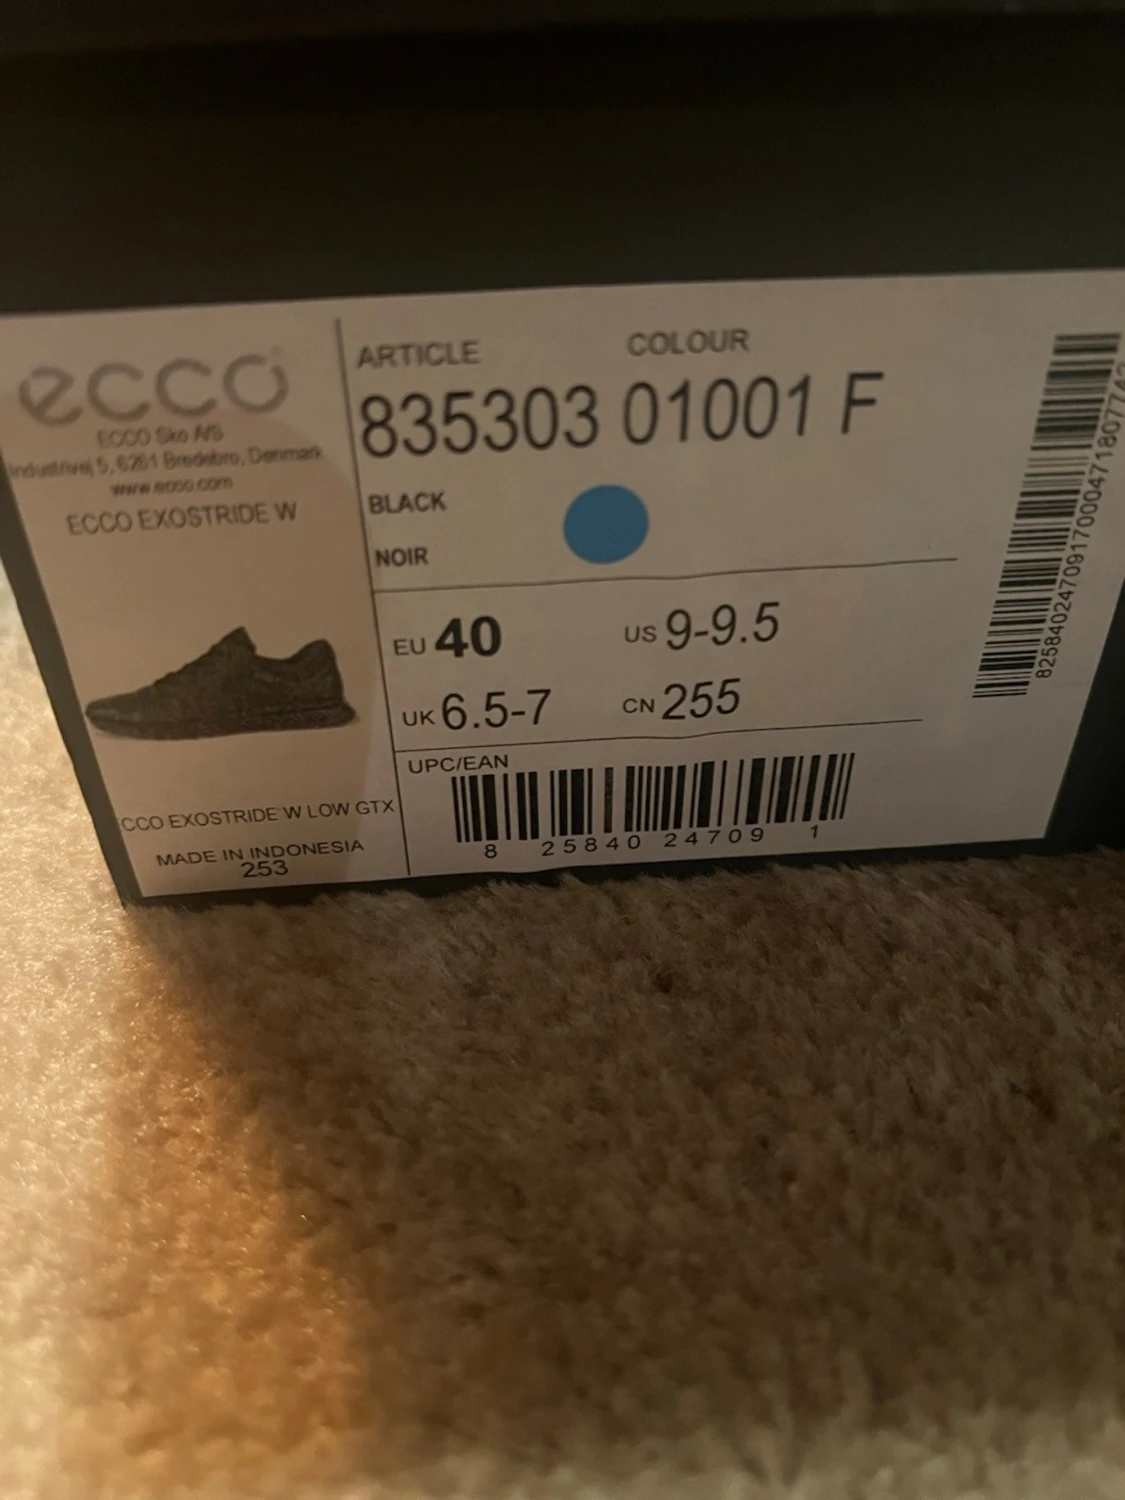 ecco
ECCO Sko A/S
Industrivej 5, 6261 Bredebro, Denmark
www.ecco.com
ECCO EXOSTRIDE W
CCO EXOSTRIDE W LOW GTX
MADE IN INDONESIA
253
ARTICLE COLOUR
835303 01001 F
BLACK
NOIR
EU 40 US 9-9.5
UK 6.5-7 CN 255
UPC/EAN
8 25840 24709 1